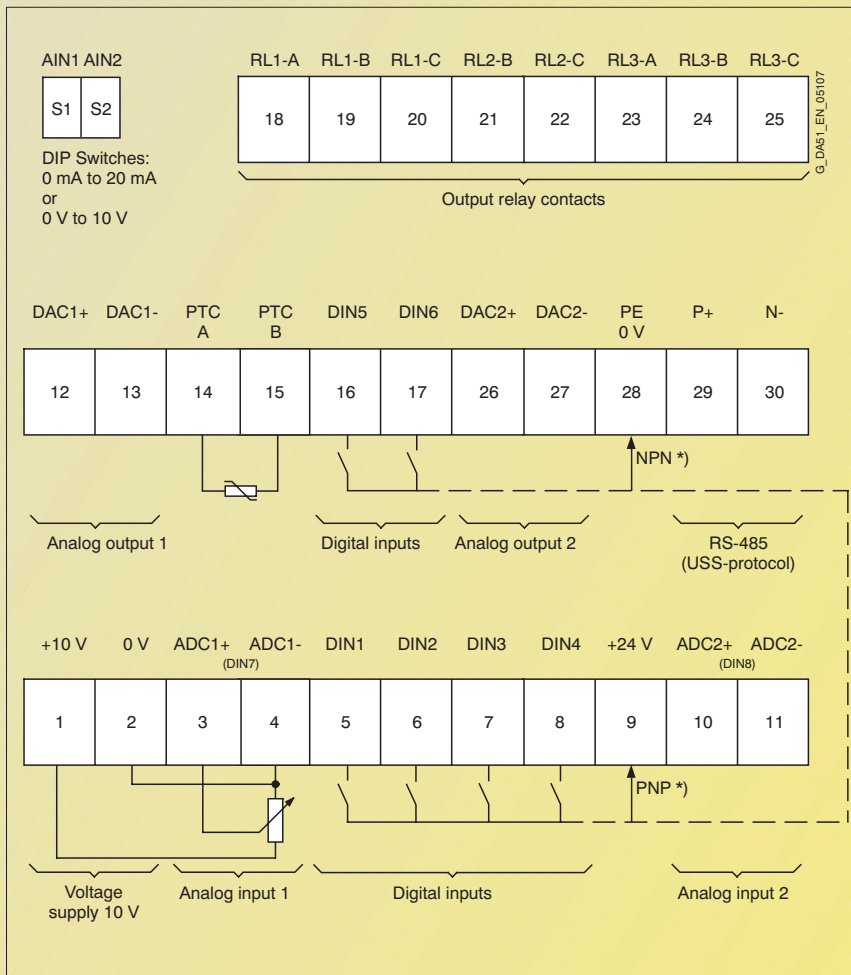 AIN1 AIN2
S1 S2
DIP Switches:
0 mA to 20 mA
or
0 V to 10 V
RL1-A RL1-B RL1-C RL2-B RL2-C RL3-A RL3-B RL3-C
18 19 20 21 22 23 24 25
Output relay contacts
G_DA51_EN_05107
DAC1+ DAC1- PTC A PTC B DIN5 DIN6 DAC2+ DAC2- PE 0 V P+ N-
12 13 14 15 16 17 26 27 28 29 30
NPN *)
Analog output 1
Digital inputs
Analog output 2
RS-485
(USS-protocol)
+10 V 0 V ADC1+ ADC1- DIN1 DIN2 DIN3 DIN4 +24 V ADC2+ ADC2-
(DIN7) (DIN8)
1 2 3 4 5 6 7 8 9 10 11
PNP *)
Voltage
supply 10 V
Analog input 1
Digital inputs
Analog input 2